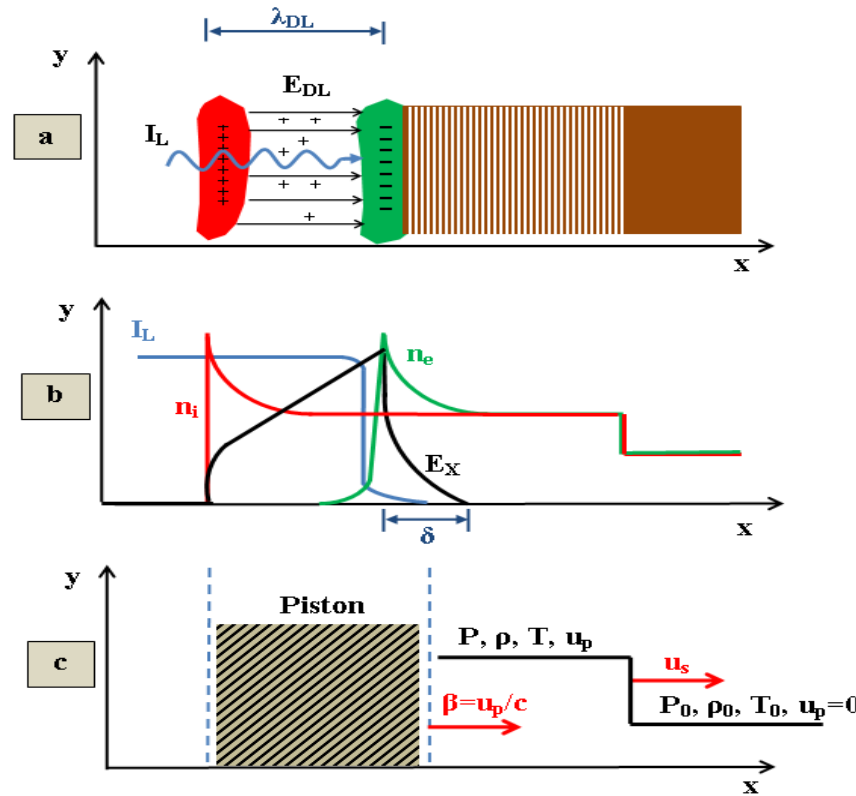 λDL
y
EDL
a
IL
+ + + + + + + + +
+ +
+
+
+ +
+
− − − − − − − −
x
y
IL
ne
b
ni
EX
x
δ
y
Piston
P, ρ, T, up
c
us
β=up/c
P0, ρ0, T0, up=0
x